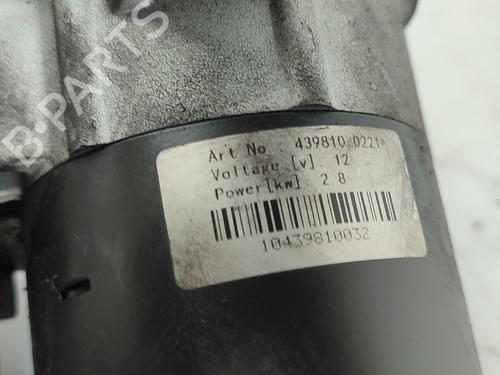 B-PARTS
Art No.: 439810 0221
Voltage [v] 12
Power[kw] 2.8
10439810032